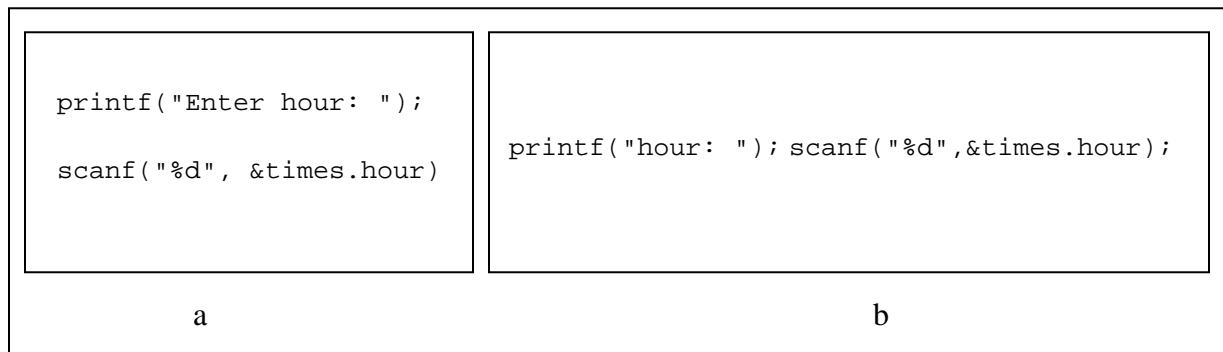 printf("Enter hour: ");
scanf("%d", &times.hour)
printf("hour: "); scanf("%d",&times.hour);
a
b